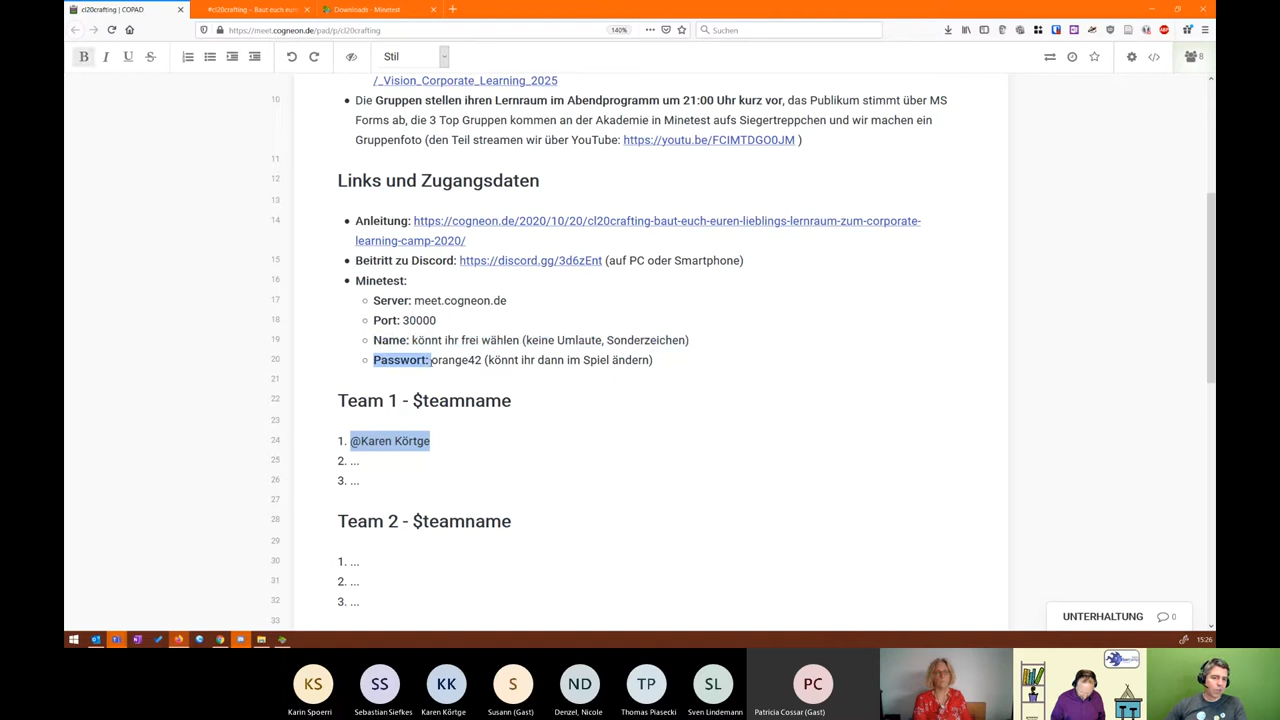 cl20crafting | COPAD
#cl20crafting – Baut euch eure
Downloads - Minetest
https://meet.cogneon.de/pad/p/cl20crafting
140%
Suchen
B I U S
Stil
8
/_Vision_Corporate_Learning_2025
10
Die Gruppen stellen ihren Lernraum im Abendprogramm um 21:00 Uhr kurz vor, das Publikum stimmt über MS
Forms ab, die 3 Top Gruppen kommen an der Akademie in Minetest aufs Siegertreppchen und wir machen ein
Gruppenfoto (den Teil streamen wir über YouTube: https://youtu.be/FCIMTDGO0JM )
11
12 Links und Zugangsdaten
13
14 Anleitung: https://cogneon.de/2020/10/20/cl20crafting-baut-euch-euren-lieblings-lernraum-zum-corporate-
learning-camp-2020/
15 Beitritt zu Discord: https://discord.gg/3d6zEnt (auf PC oder Smartphone)
16 Minetest:
17 Server: meet.cogneon.de
18 Port: 30000
19 Name: könnt ihr frei wählen (keine Umlaute, Sonderzeichen)
20 Passwort: orange42 (könnt ihr dann im Spiel ändern)
21
22 Team 1 - $teamname
23
24 1. @Karen Körtge
25 2. ...
26 3. ...
27
28 Team 2 - $teamname
29
30 1. ...
31 2. ...
32 3. ...
33
UNTERHALTUNG 0
15:26
KS SS KK S ND TP SL PC
Karin Spoerri Sebastian Siefkes Karen Körtge Susann (Gast) Denzel, Nicole Thomas Piasecki Sven Lindemann Patricia Cossar (Gast)